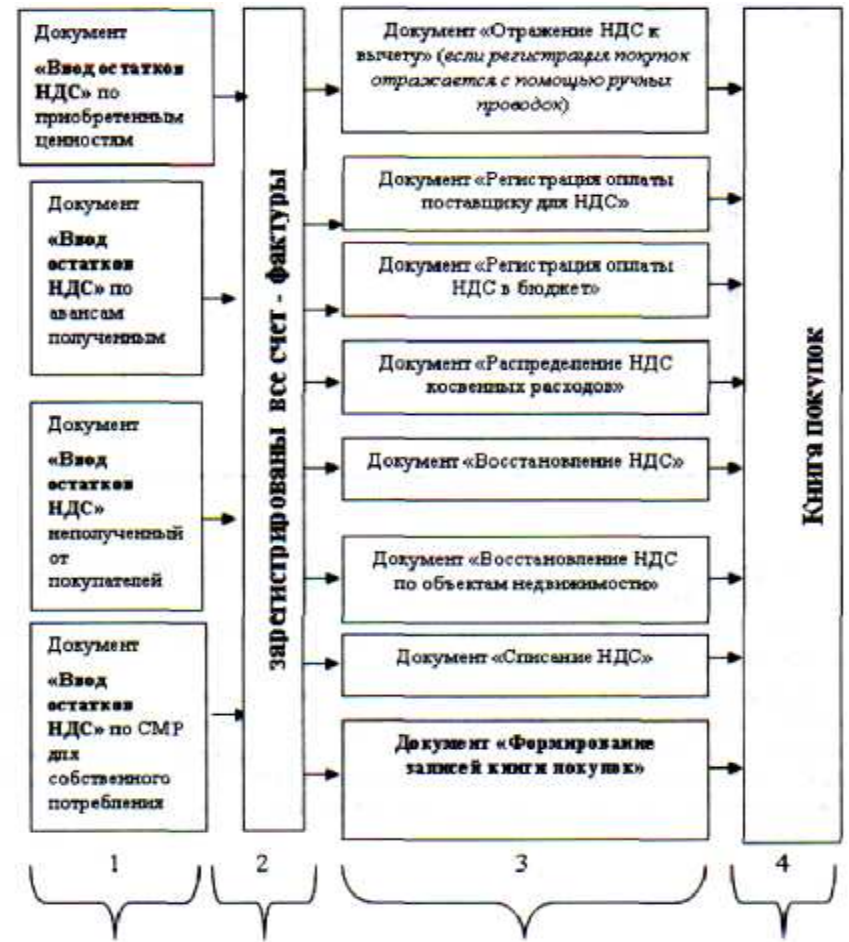 Документ
«Ввод остатков
НДС» по
приобретенным
ценностям
Документ
«Ввод
остатков
НДС» по
авансам
полученным
Документ
«Ввод
остатков
НДС»
неполученный
от
покупателей
Документ
«Ввод
остатков
НДС» по СМР
для
собственного
потребления
зарегистрированы все счет - фактуры
Документ «Отражение НДС к
вычету» (если регистрация покупок
отражается с помощью ручных
проводок)
Документ «Регистрация оплаты
поставщику для НДС»
Документ «Регистрация оплаты
НДС в бюджет»
Документ «Распределение НДС
косвенных расходов»
Документ «Восстановление НДС»
Документ «Восстановление НДС
по объектам недвижимости»
Документ «Списание НДС»
Документ «Формирование
записей книги покупок»
Книга покупок
1
2
3
4